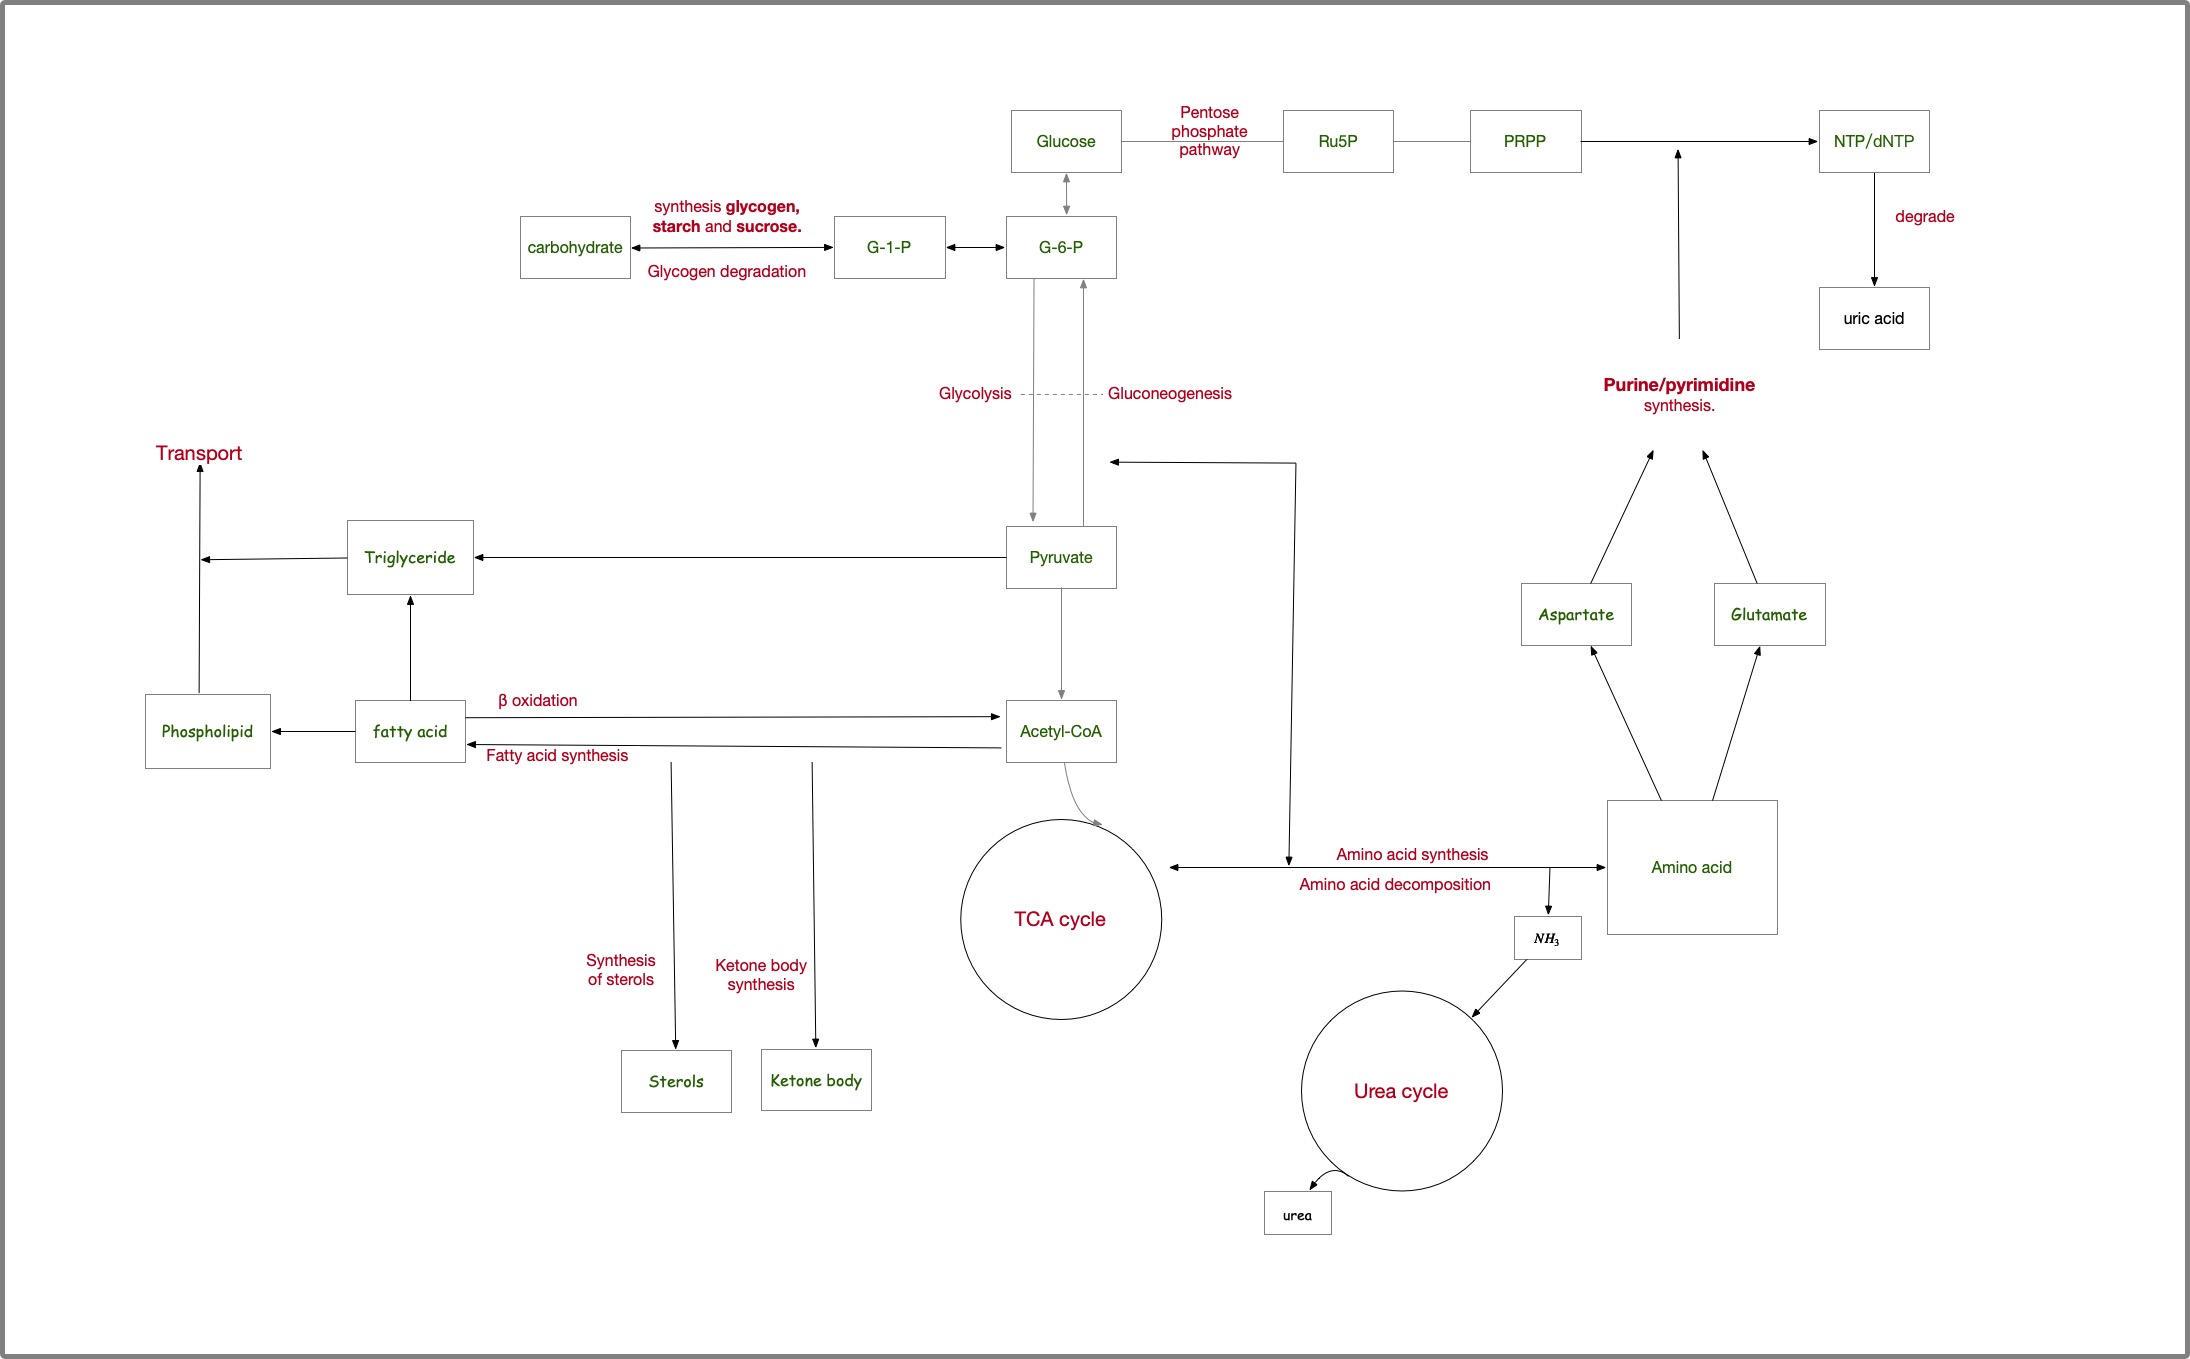 Glucose
Pentose
phosphate
pathway
Ru5P
PRPP
NTP/dNTP
synthesis glycogen,
starch and sucrose.
carbohydrate
G-1-P
G-6-P
degrade
Glycogen degradation
uric acid
Glycolysis
Gluconeogenesis
Purine/pyrimidine
synthesis.
Transport
Triglyceride
Pyruvate
Aspartate
Glutamate
β oxidation
Phospholipid
fatty acid
Acetyl-CoA
Fatty acid synthesis
Amino acid synthesis
Amino acid decomposition
Amino acid
TCA cycle
NH₃
Synthesis
of sterols
Ketone body
synthesis
Sterols
Ketone body
Urea cycle
urea